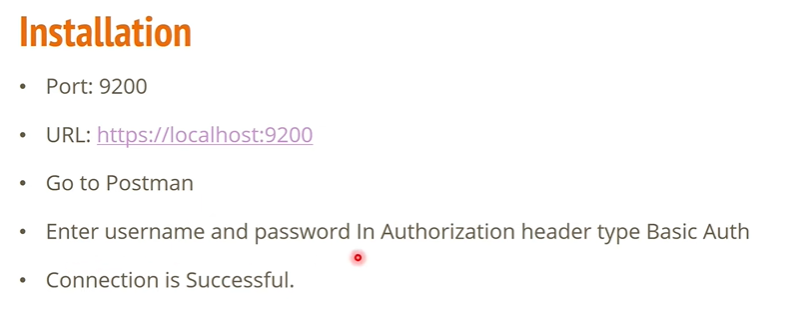 Installation
• Port: 9200
• URL: https://localhost:9200
• Go to Postman
• Enter username and password In Authorization header type Basic Auth
• Connection is Successful.